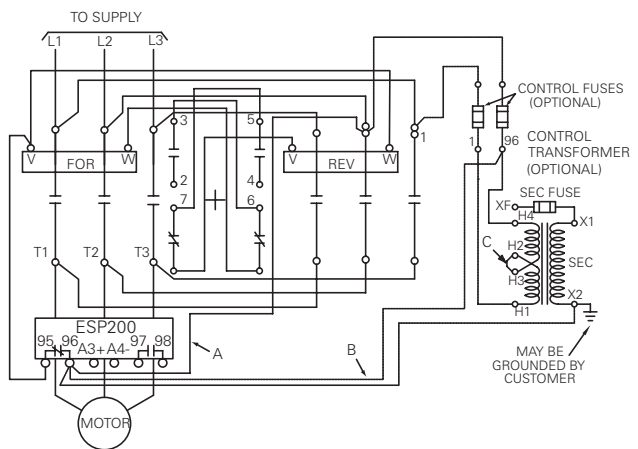 TO SUPPLY
L1 L2 L3
3 5 1
V FOR W
V REV W
2 4
7 6
CONTROL FUSES
(OPTIONAL)
1 96
CONTROL
TRANSFORMER
(OPTIONAL)
SEC FUSE
XF
H4 X1
C H2
H3 SEC
H1 X2
T1 T2 T3
ESP200
95 96 A3+ A4- 97 98
A
B
MAY BE
GROUNDED BY
CUSTOMER
MOTOR